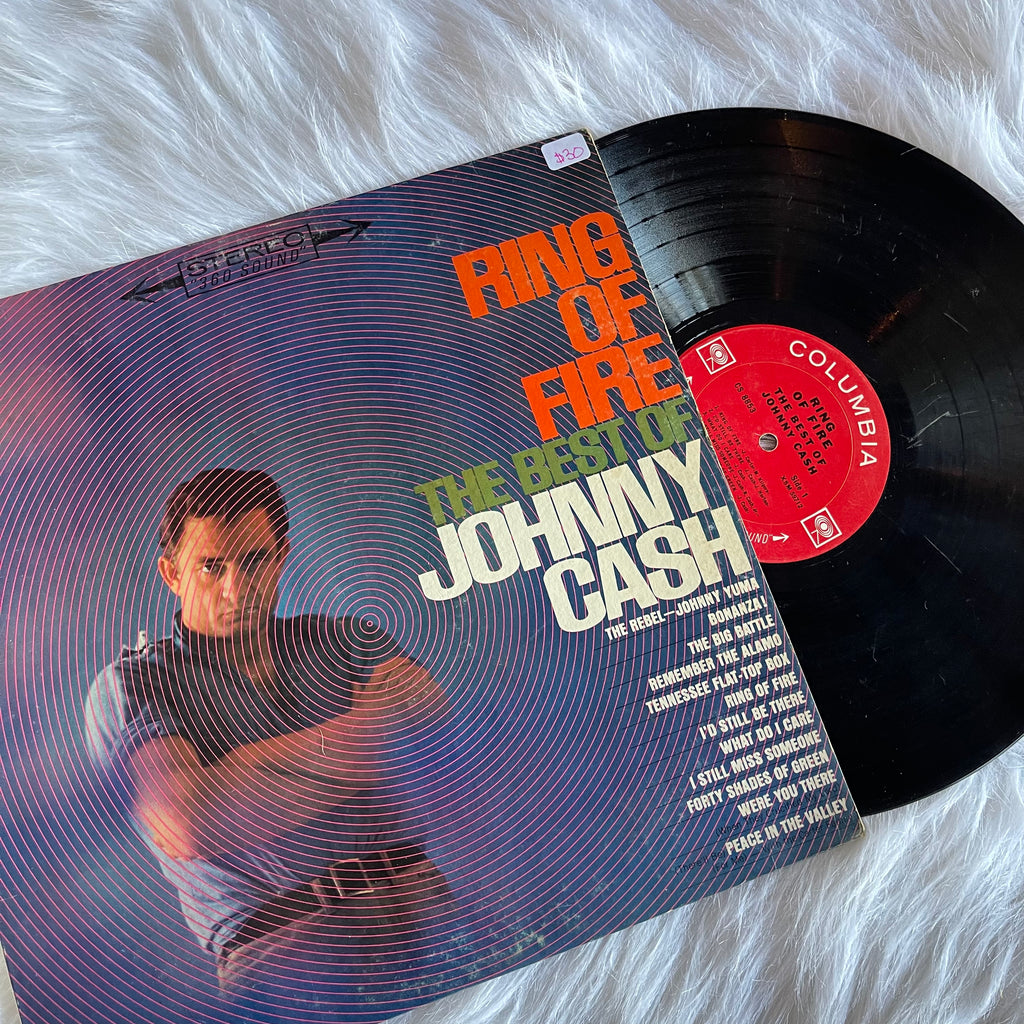 $30
STEREO
"360 SOUND"
RING
OF
FIRE
THE BEST OF
JOHNNY
CASH
THE REBEL—JOHNNY YUMA
BONANZA!
THE BIG BATTLE
REMEMBER THE ALAMO
TENNESSEE FLAT-TOP BOX
RING OF FIRE
I'D STILL BE THERE
WHAT DO I CARE
I STILL MISS SOMEONE
FORTY SHADES OF GREEN
WERE YOU THERE
PEACE IN THE VALLEY
COLUMBIA
CS 8853
RING
OF FIRE
THE BEST OF
JOHNNY CASH
Side 1